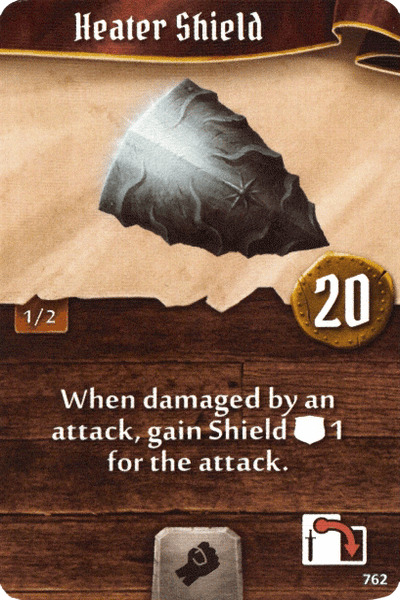 Heater Shield
20
1/2
When damaged by an
attack, gain Shield 1
for the attack.
762